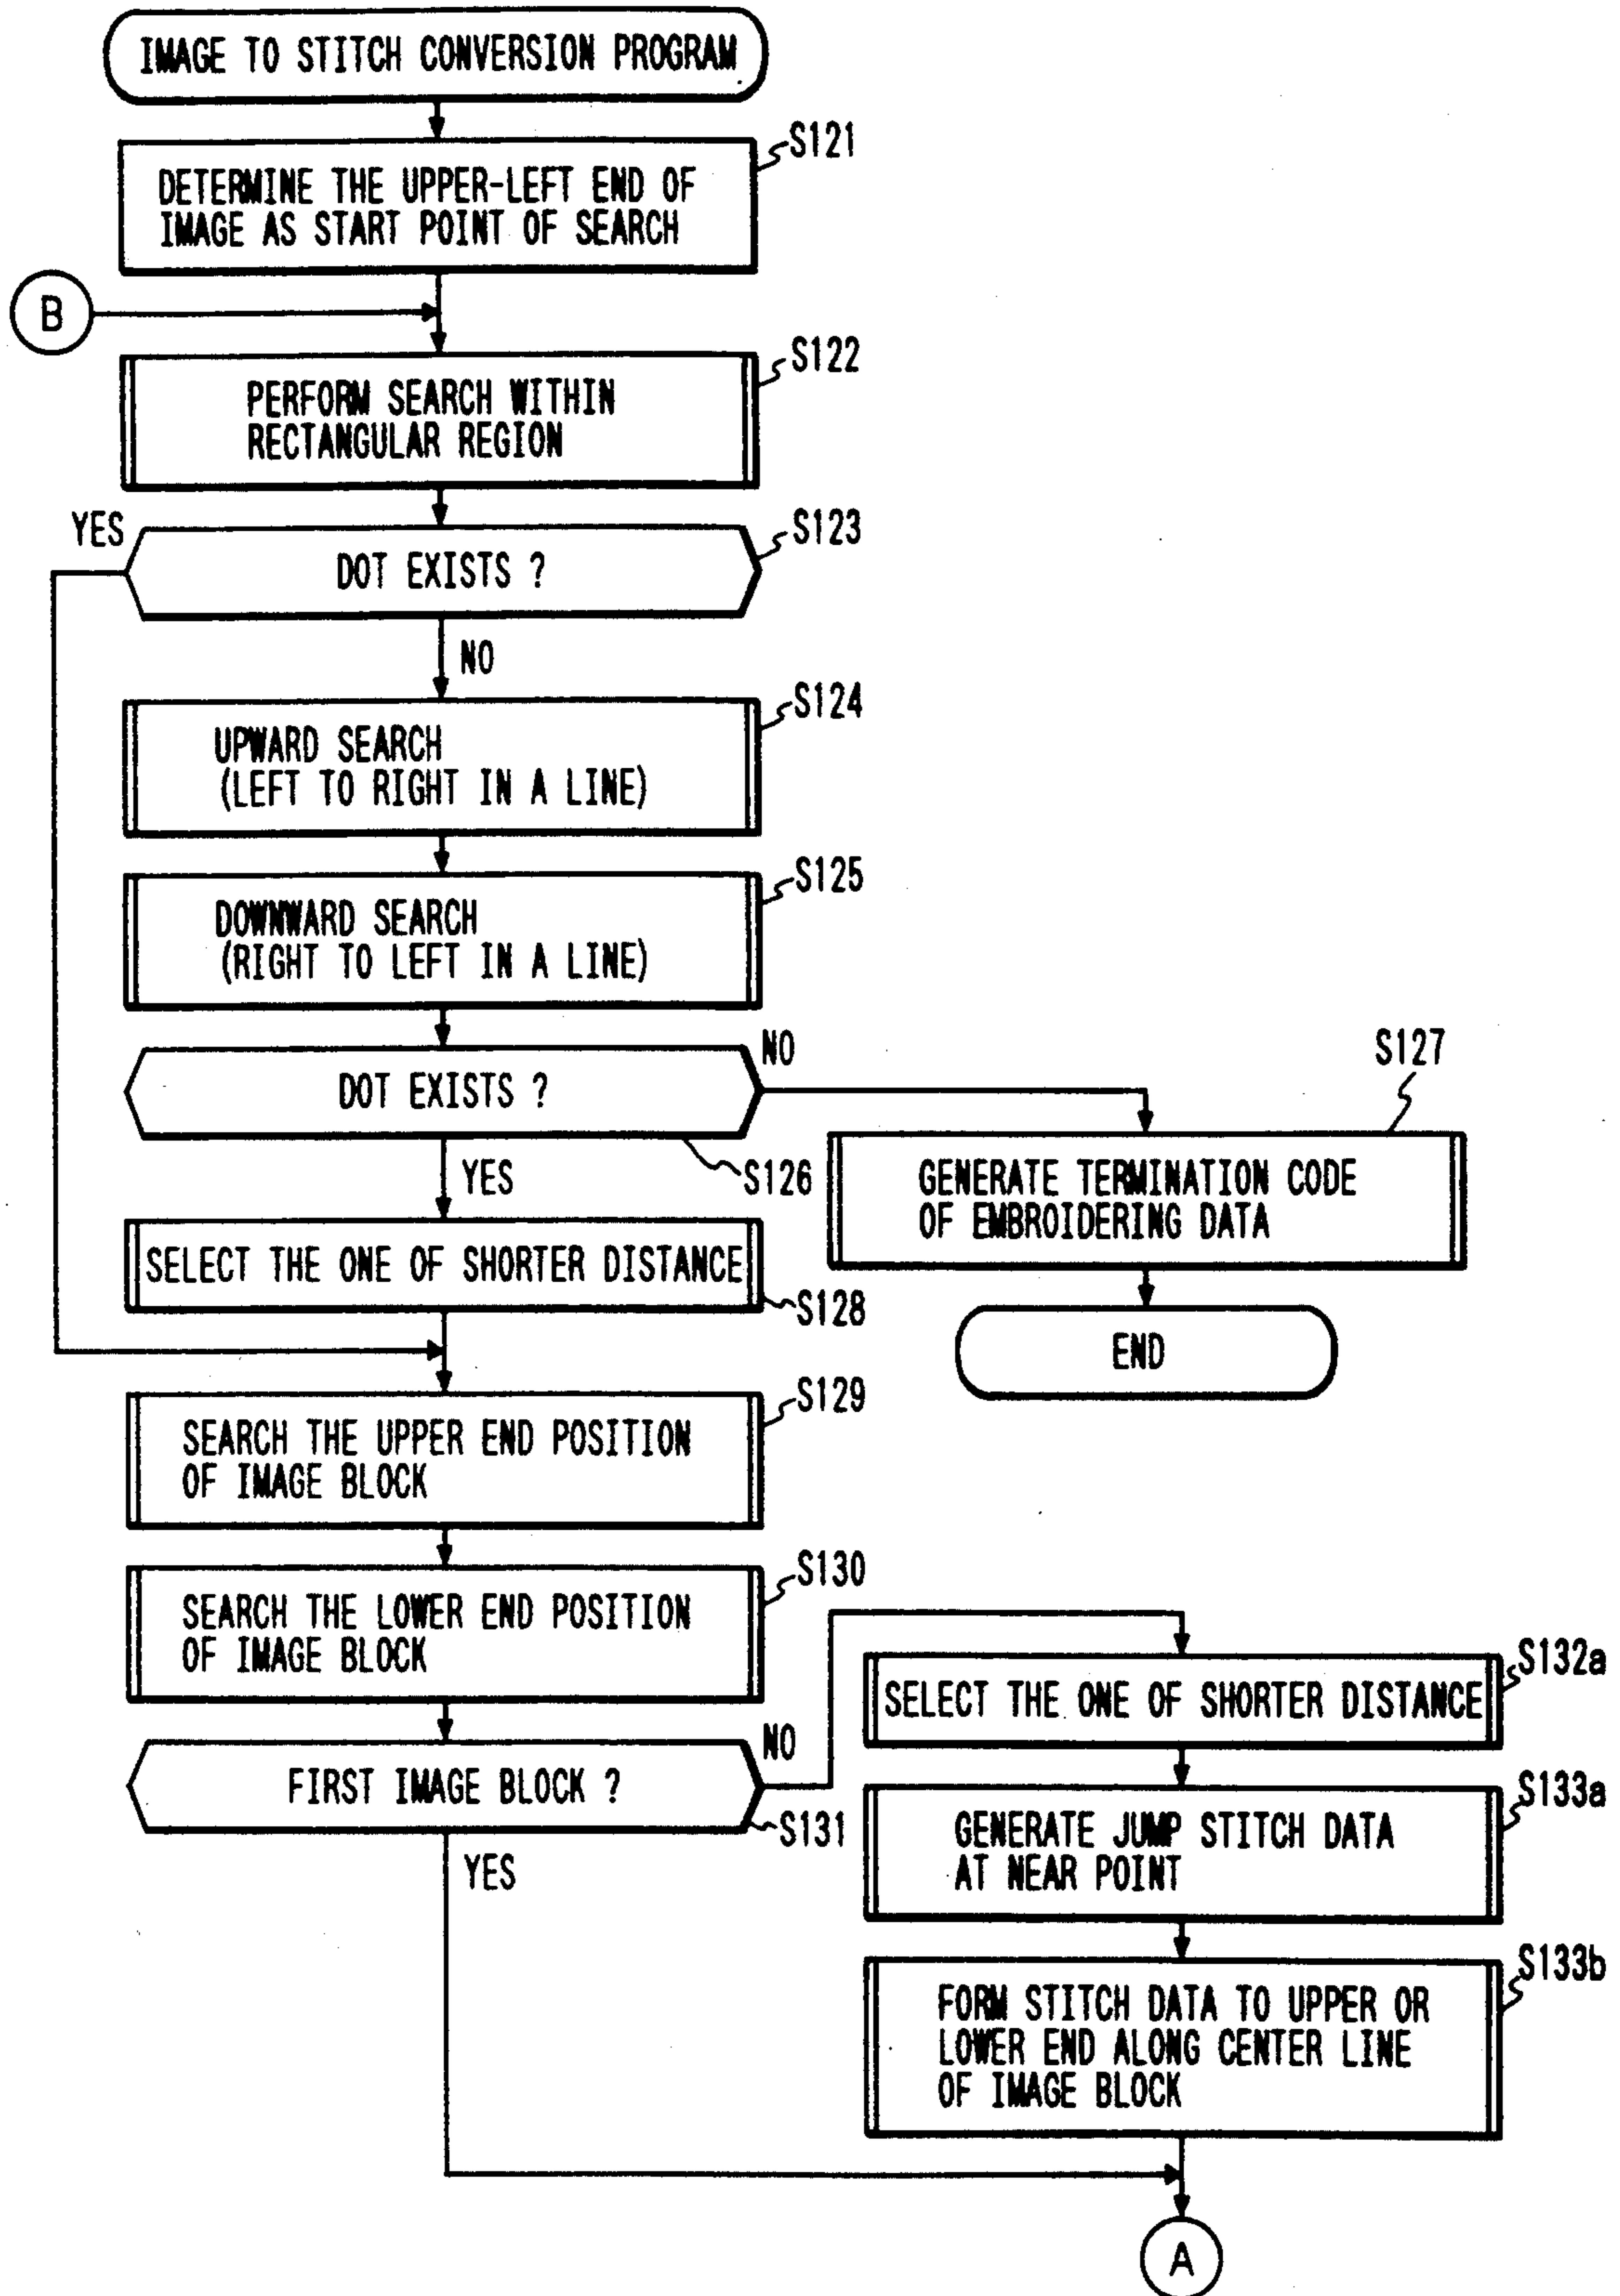 IMAGE TO STITCH CONVERSION PROGRAM
S121
DETERMINE THE UPPER-LEFT END OF
IMAGE AS START POINT OF SEARCH
B
S122
PERFORM SEARCH WITHIN
RECTANGULAR REGION
YES
S123
DOT EXISTS ?
NO
S124
UPWARD SEARCH
(LEFT TO RIGHT IN A LINE)
S125
DOWNWARD SEARCH
(RIGHT TO LEFT IN A LINE)
NO
DOT EXISTS ?
S126
YES
S127
GENERATE TERMINATION CODE
OF EMBROIDERING DATA
END
SELECT THE ONE OF SHORTER DISTANCE
S128
S129
SEARCH THE UPPER END POSITION
OF IMAGE BLOCK
S130
SEARCH THE LOWER END POSITION
OF IMAGE BLOCK
NO
FIRST IMAGE BLOCK ?
S131
YES
S132a
SELECT THE ONE OF SHORTER DISTANCE
S133a
GENERATE JUMP STITCH DATA
AT NEAR POINT
S133b
FORM STITCH DATA TO UPPER OR
LOWER END ALONG CENTER LINE
OF IMAGE BLOCK
A